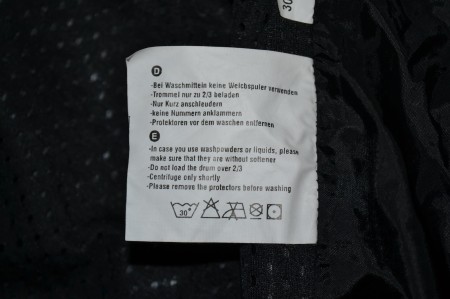 30
D
-Bei Waschmitteln keine Weichspuler verwenden
-Trommel nur zu 2/3 beladen
-Nur Kurz anschleudern
-keine Nummern anklammern
-Protektoren vor dem waschen entfernen
E
-In case you use washpowders or liquids, please
make sure that they are without softener
-Do not load the drum over 2/3
-Centrifuge only shortly
-Please remove the protectors before washing
30°